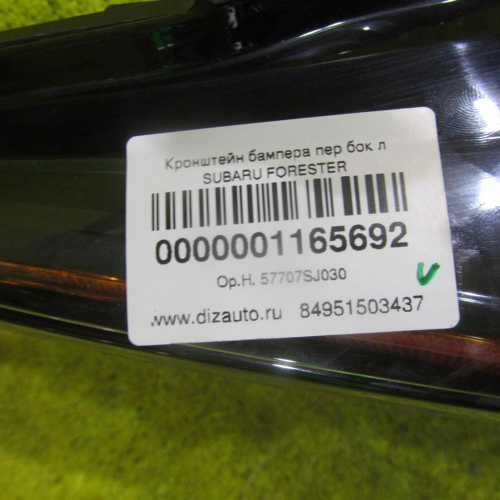 Кронштейн бампера пер бок л
SUBARU FORESTER
0000001165692
Ор.Н. 57707SJ030
www.dizauto.ru 84951503437